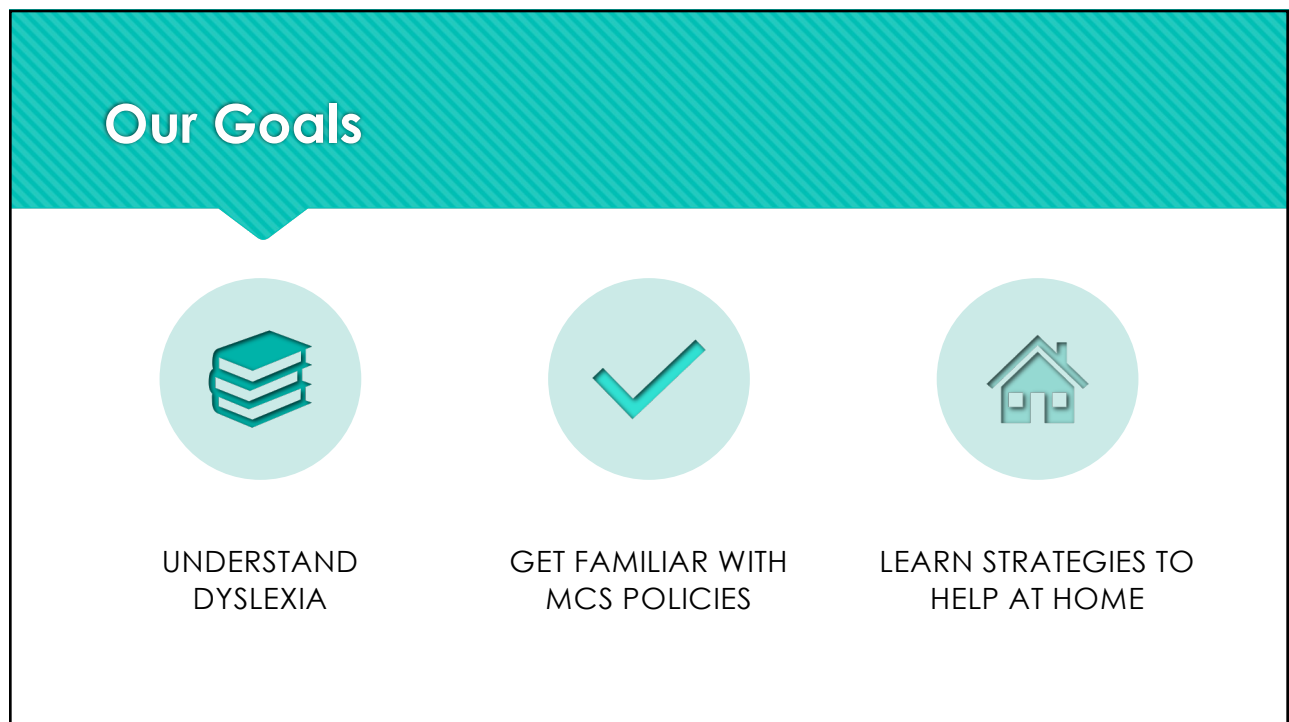 Our Goals
UNDERSTAND
DYSLEXIA
GET FAMILIAR WITH
MCS POLICIES
LEARN STRATEGIES TO
HELP AT HOME